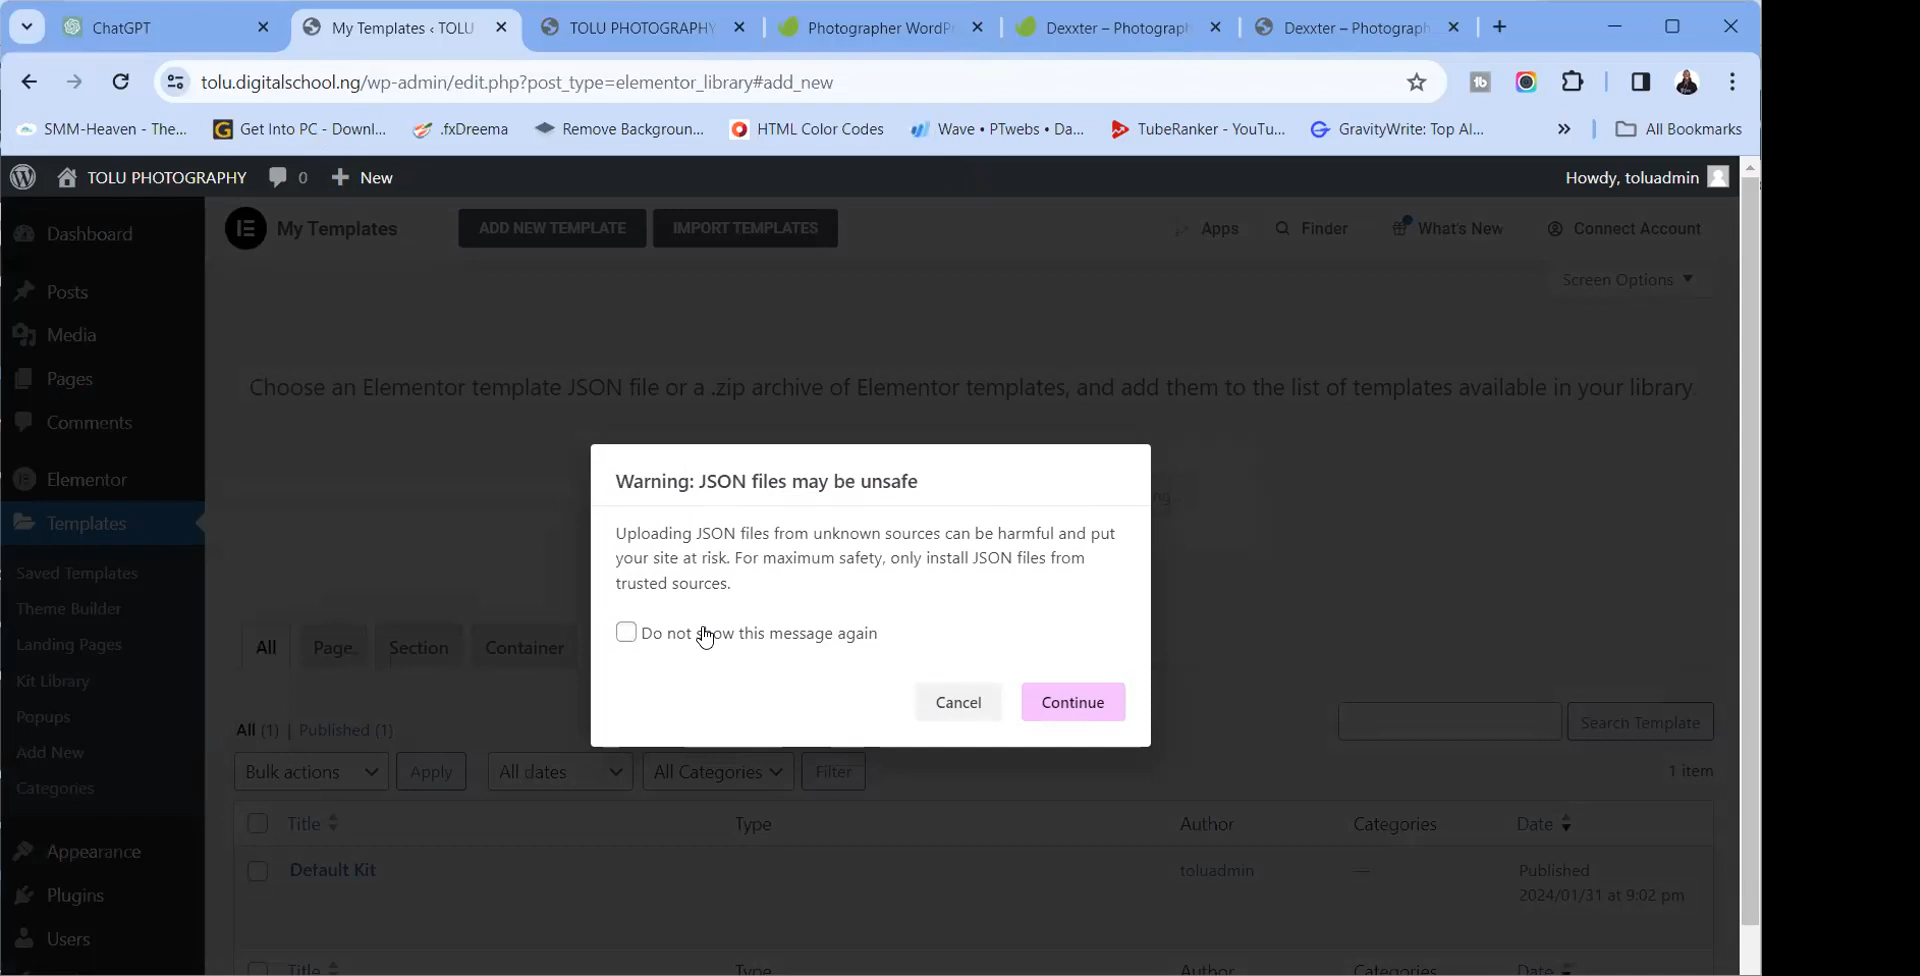 ChatGPT
My Templates ‹ TOLU
TOLU PHOTOGRAPHY
Photographer WordP
Dexxter – Photograph
Dexxter – Photograph
tolu.digitalschool.ng/wp-admin/edit.php?post_type=elementor_library#add_new
SMM-Heaven - The...
Get Into PC - Downl...
.fxDreema
Remove Backgroun...
HTML Color Codes
Wave • PTwebs • Da...
TubeRanker - YouTu...
GravityWrite: Top AI...
»
All Bookmarks
TOLU PHOTOGRAPHY
0
New
Howdy, toluadmin
Dashboard
Posts
Media
Pages
Comments
Elementor
Templates
Saved Templates
Theme Builder
Landing Pages
Kit Library
Popups
Add New
Categories
Appearance
Plugins
Users
My Templates
ADD NEW TEMPLATE
IMPORT TEMPLATES
Apps
Finder
What's New
Connect Account
Screen Options
Choose an Elementor template JSON file or a .zip archive of Elementor templates, and add them to the list of templates available in your library.
Warning: JSON files may be unsafe
Uploading JSON files from unknown sources can be harmful and put
your site at risk. For maximum safety, only install JSON files from
trusted sources.
Do not show this message again
Cancel
Continue
All
Page
Section
Container
All (1) | Published (1)
Search Template
Bulk actions
Apply
All dates
All Categories
Filter
1 item
Title
Type
Author
Categories
Date
Default Kit
toluadmin
—
Published
2024/01/31 at 9:02 pm
Title
Type
Author
Categories
Date